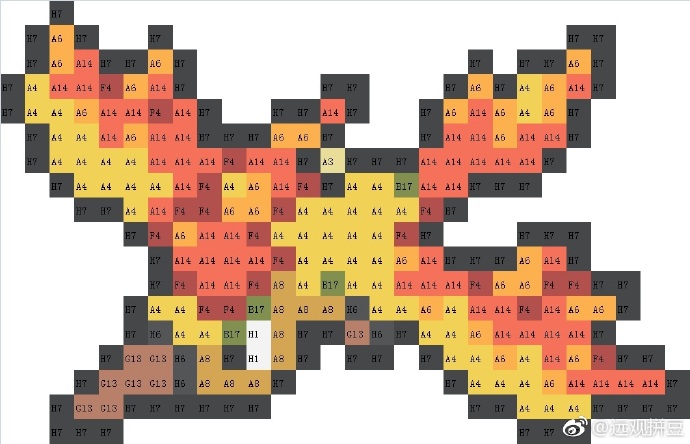 H7
H7 A6 H7 H7 H7 H7
H7 A6 A14 H7 H7 A6 H7 H7 H7 A6 H7
H7 A4 A14 A14 F4 A6 A14 H7 H7 H7 H7 A6 H7 A4 A6 A14 H7
H7 A4 A4 A6 A14 A14 F4 A14 H7 H7 H7 A14 H7 H7 A6 A14 A6 A4 A6 A14 H7
H7 A4 A4 A14 A6 A14 A14 H7 H7 H7 A6 A6 H7 H7 A14 A14 A6 A14 A14 H7
H7 A4 A4 A4 A4 A14 A14 A14 F4 A14 A14 H7 A3 H7 H7 H7 A14 A14 A14 A14 A14 H7
H7 A4 A4 A4 A4 A14 F4 A4 A6 A14 F4 H7 A4 A4 B17 A14 A14 H7 H7 H7
H7 H7 A4 A14 F4 F4 A6 A6 F4 A4 A4 A4 A4 A4 F4 H7
H7 F4 A6 A14 A14 A14 F4 A4 A4 A4 A4 A4 F4 H7 H7 H7 H7
H7 A14 A14 A14 A14 F4 A4 A4 A4 A4 A6 A14 H7 H7 H7 A6 A14 H7
H7 F4 A14 A14 F4 A8 A4 B17 A4 A4 A4 A14 A14 F4 A14 A14 F4 F4 H7 H7
H7 A4 A4 F4 F4 B17 A8 A8 A8 H6 A4 A4 A6 A4 A14 F4 A14 A6 A6 H7
H7 H6 A4 A4 B17 H1 A8 H7 H7 G13 H6 H7 A4 A4 A6 A14 A14 A14 A14 H7
H7 G13 G13 H6 A8 H7 H1 A8 H7 H7 H7 H7 A4 A4 A6 A4 A14 A6 F4 H7 H7
H7 G13 G13 G13 H6 A8 A8 A8 H7 H7 A4 A4 A4 A6 A14 A14 A14 A14 H7
H7 G13 G13 H7 H7 H7 H7 H7 H7 H7 H7 A4 A4 A4 H7 H7 H7 H7
H7 H7 H7 H7 H7 H7
@远观拼豆